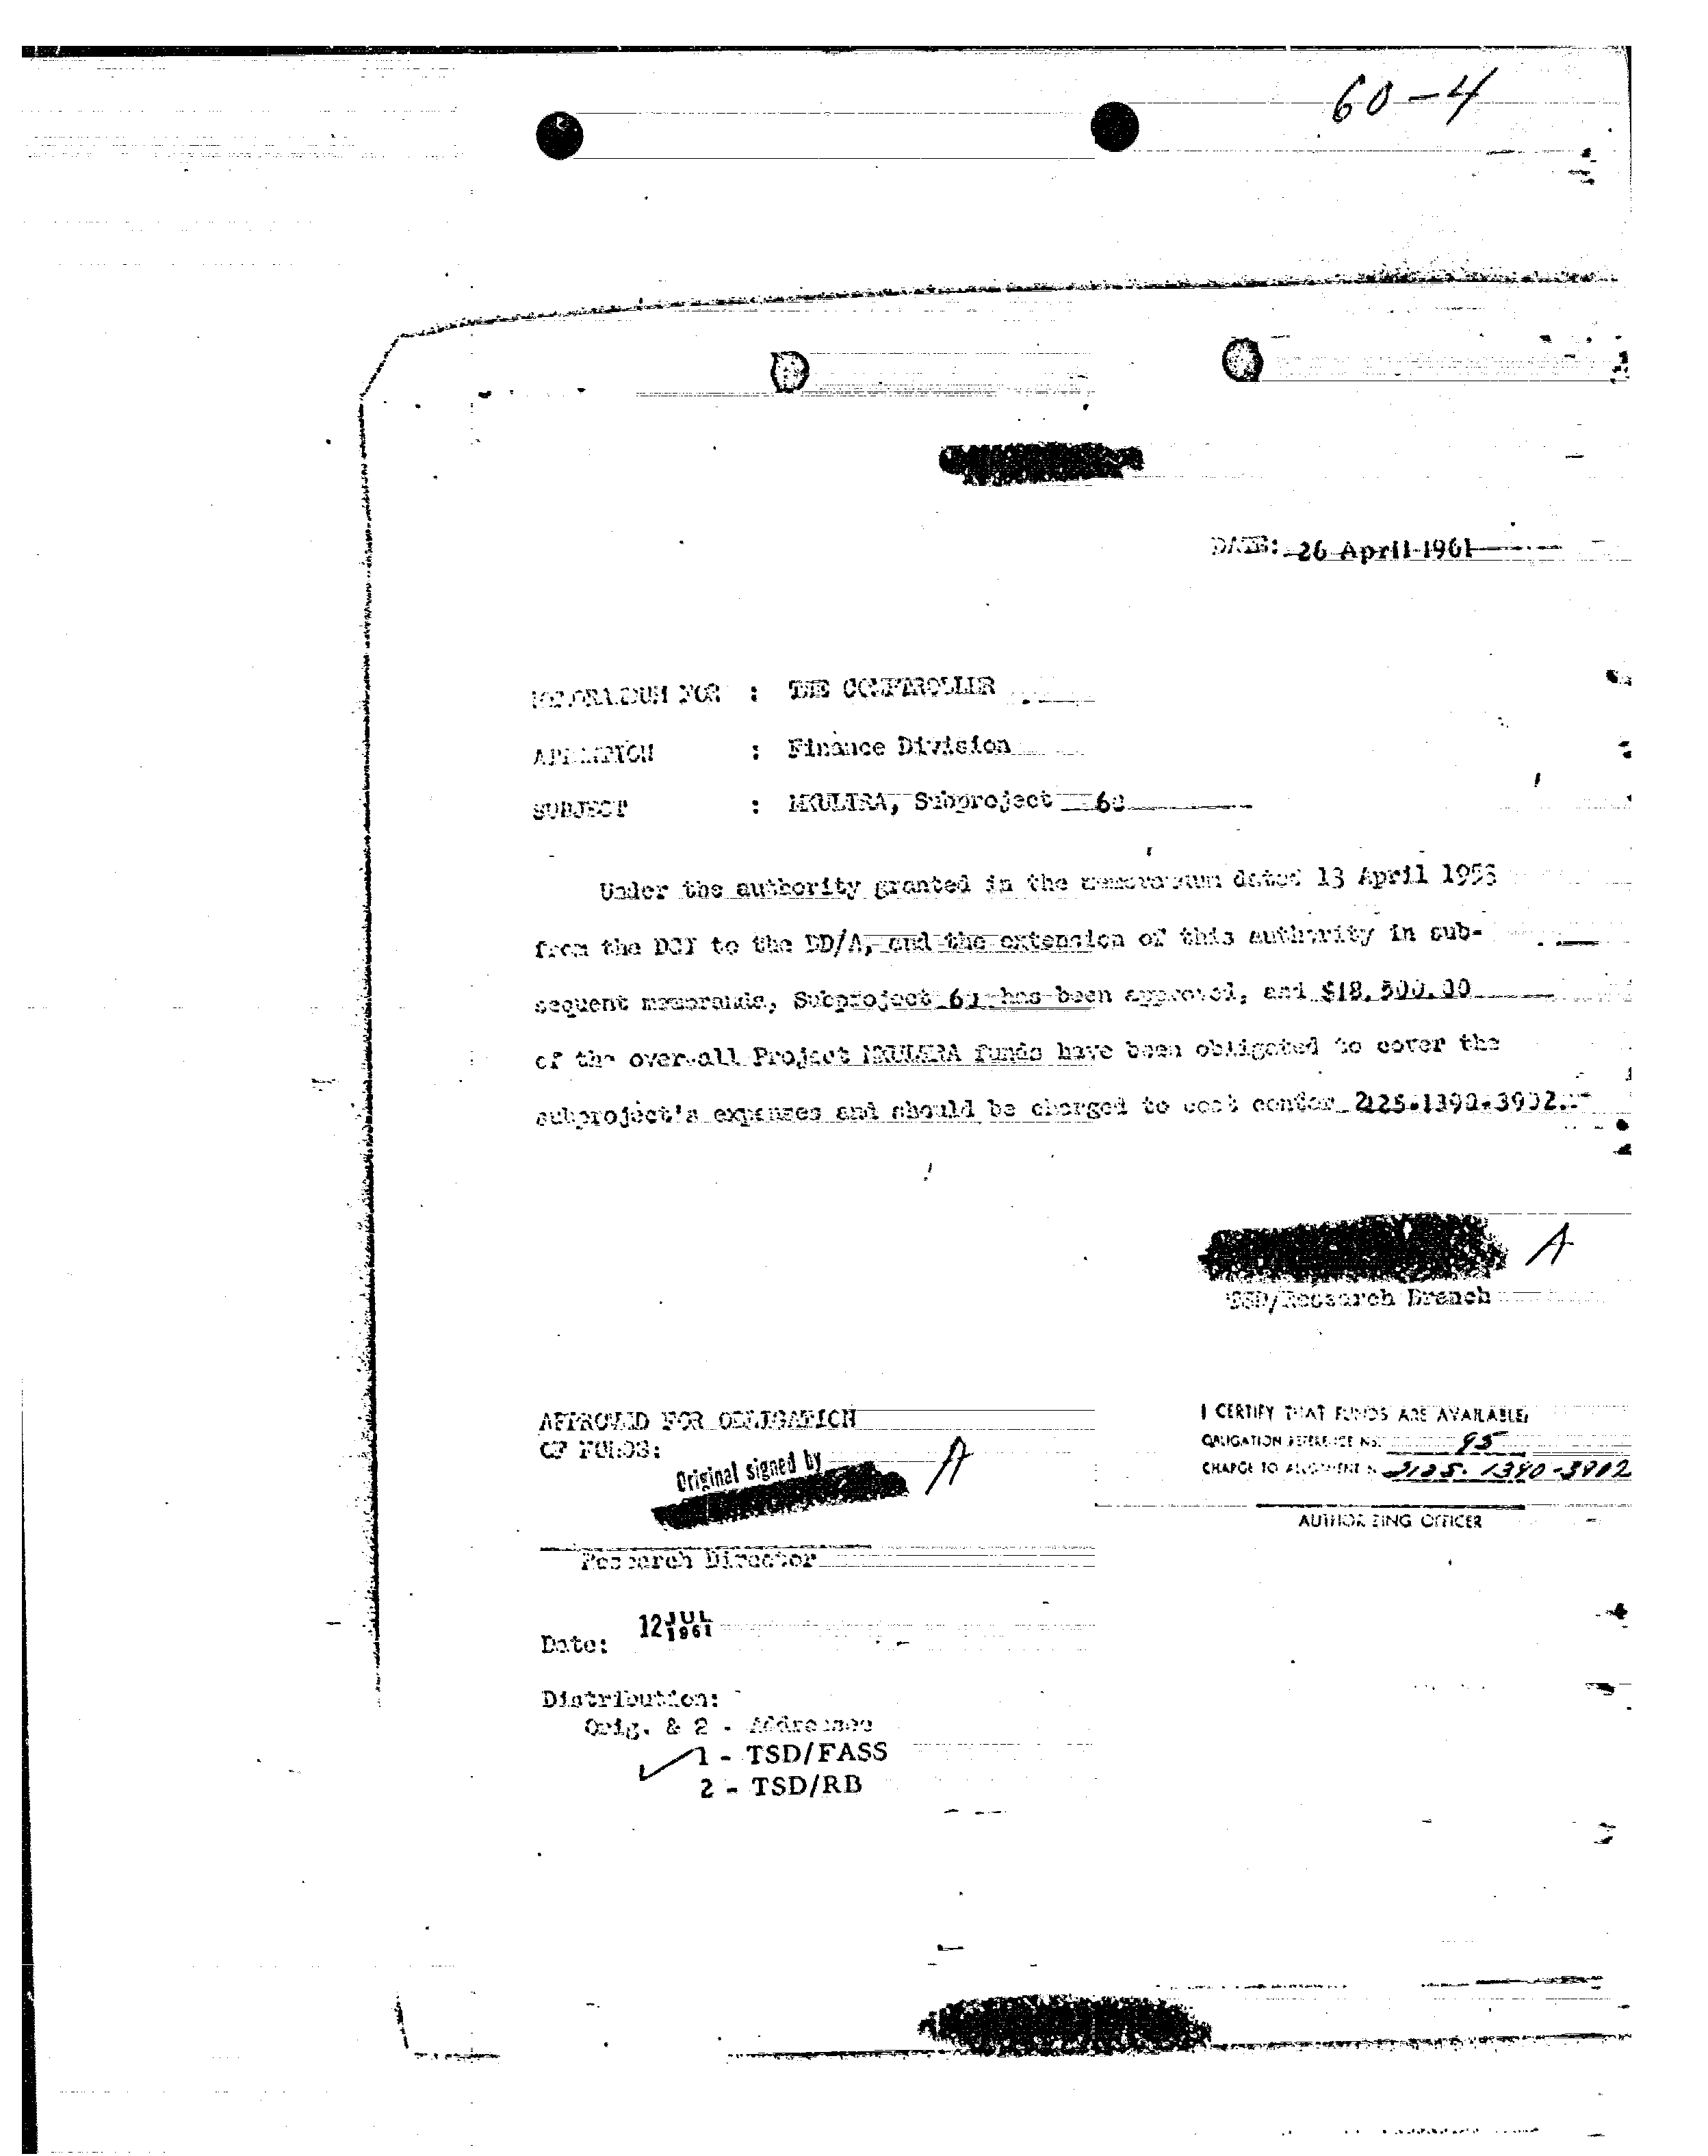 60-4
DATE: 26 April 1961
MEMORANDUM FOR : THE COMPTROLLER
ATTENTION : Finance Division
SUBJECT : MKULTRA, Subproject 60
Under the authority granted in the memorandum dated 13 April 1953
from the DCI to the DD/A, and the extension of this authority in sub-
sequent memoranda, Subproject 60 has been approved, and $18,500.00
of the over-all Project MKULTRA funds have been obligated to cover the
subproject's expenses and should be charged to cost center 2125-1390-3902.
A
TSD/Research Branch
APPROVED FOR OBLIGATION
OF FUNDS:
Original signed by
A
Research Director
Date: 12 JUL 1961
I CERTIFY THAT FUNDS ARE AVAILABLE
OBLIGATION REFERENCE NO. 95
CHARGE TO ALLOTMENT NO. 2125-1390-3902
AUTHORIZING OFFICER
Distribution:
Orig. & 2 - Addressee
1 - TSD/FASS
2 - TSD/RB